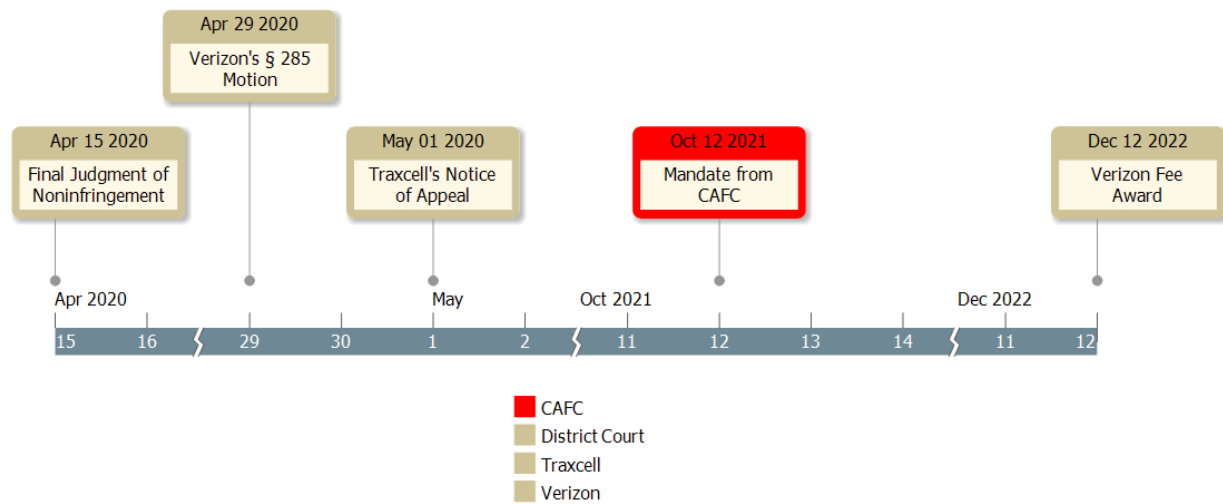 Apr 29 2020
Verizon's § 285
Motion
Apr 15 2020
Final Judgment of
Noninfringement
May 01 2020
Traxcell's Notice
of Appeal
Oct 12 2021
Mandate from
CAFC
Dec 12 2022
Verizon Fee
Award
Apr 2020
May
Oct 2021
Dec 2022
15 16 29 30 1 2 11 12 13 14 11 12
CAFC
District Court
Traxcell
Verizon